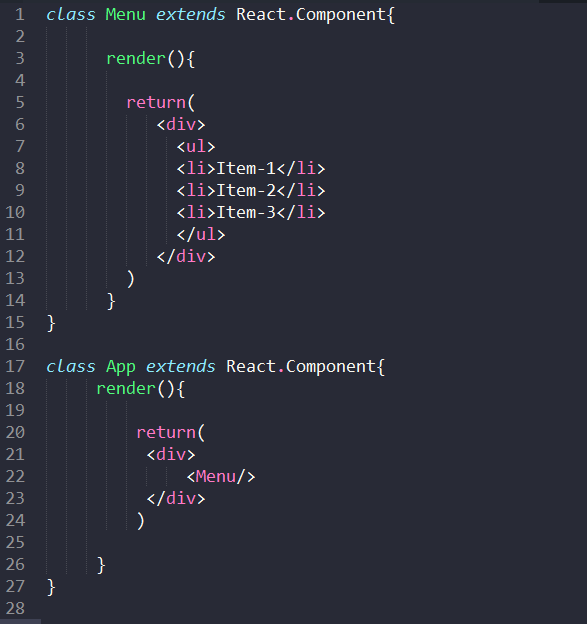 1 class Menu extends React.Component{
2
3 render(){
4
5 return(
6 <div>
7 <ul>
8 <li>Item-1</li>
9 <li>Item-2</li>
10 <li>Item-3</li>
11 </ul>
12 </div>
13 )
14 }
15 }
16
17 class App extends React.Component{
18 render(){
19
20 return(
21 <div>
22 <Menu/>
23 </div>
24 )
25
26 }
27 }
28